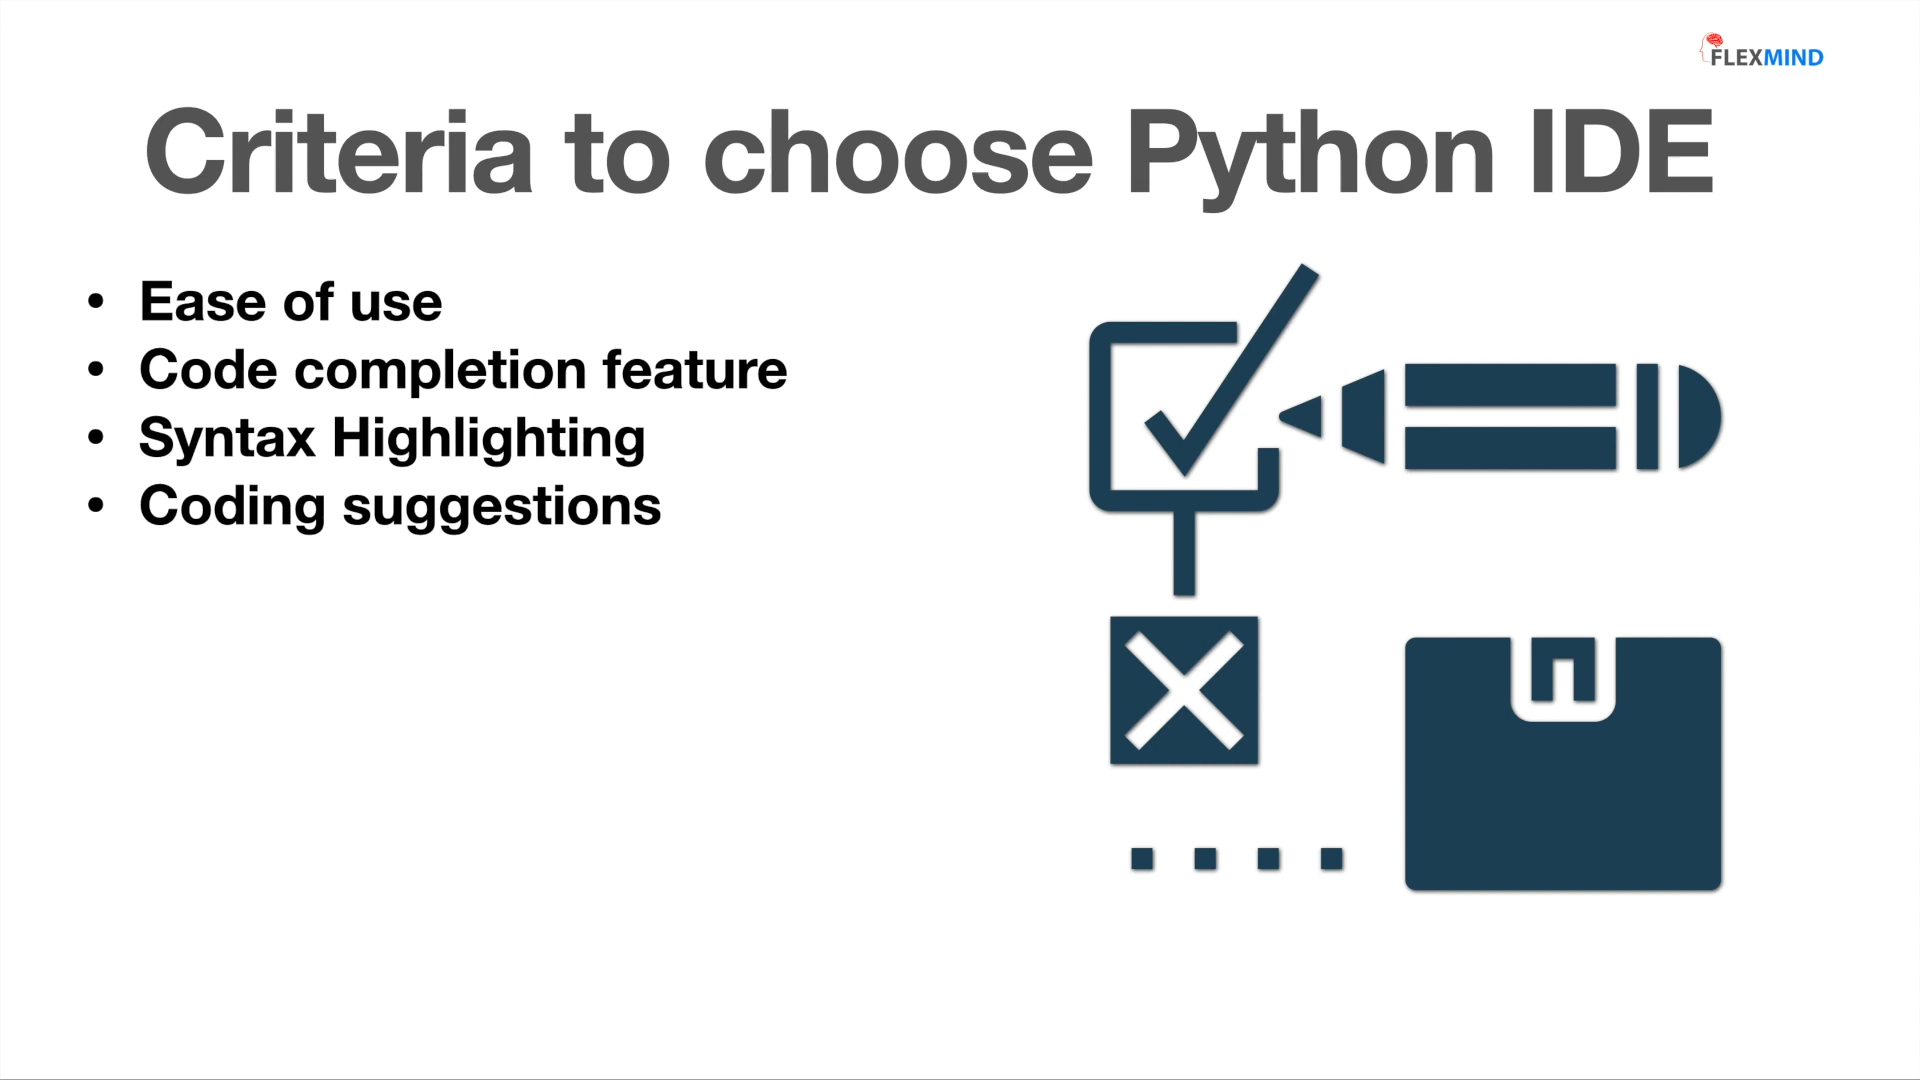 FLEXMIND
Criteria to choose Python IDE
• Ease of use
• Code completion feature
• Syntax Highlighting
• Coding suggestions